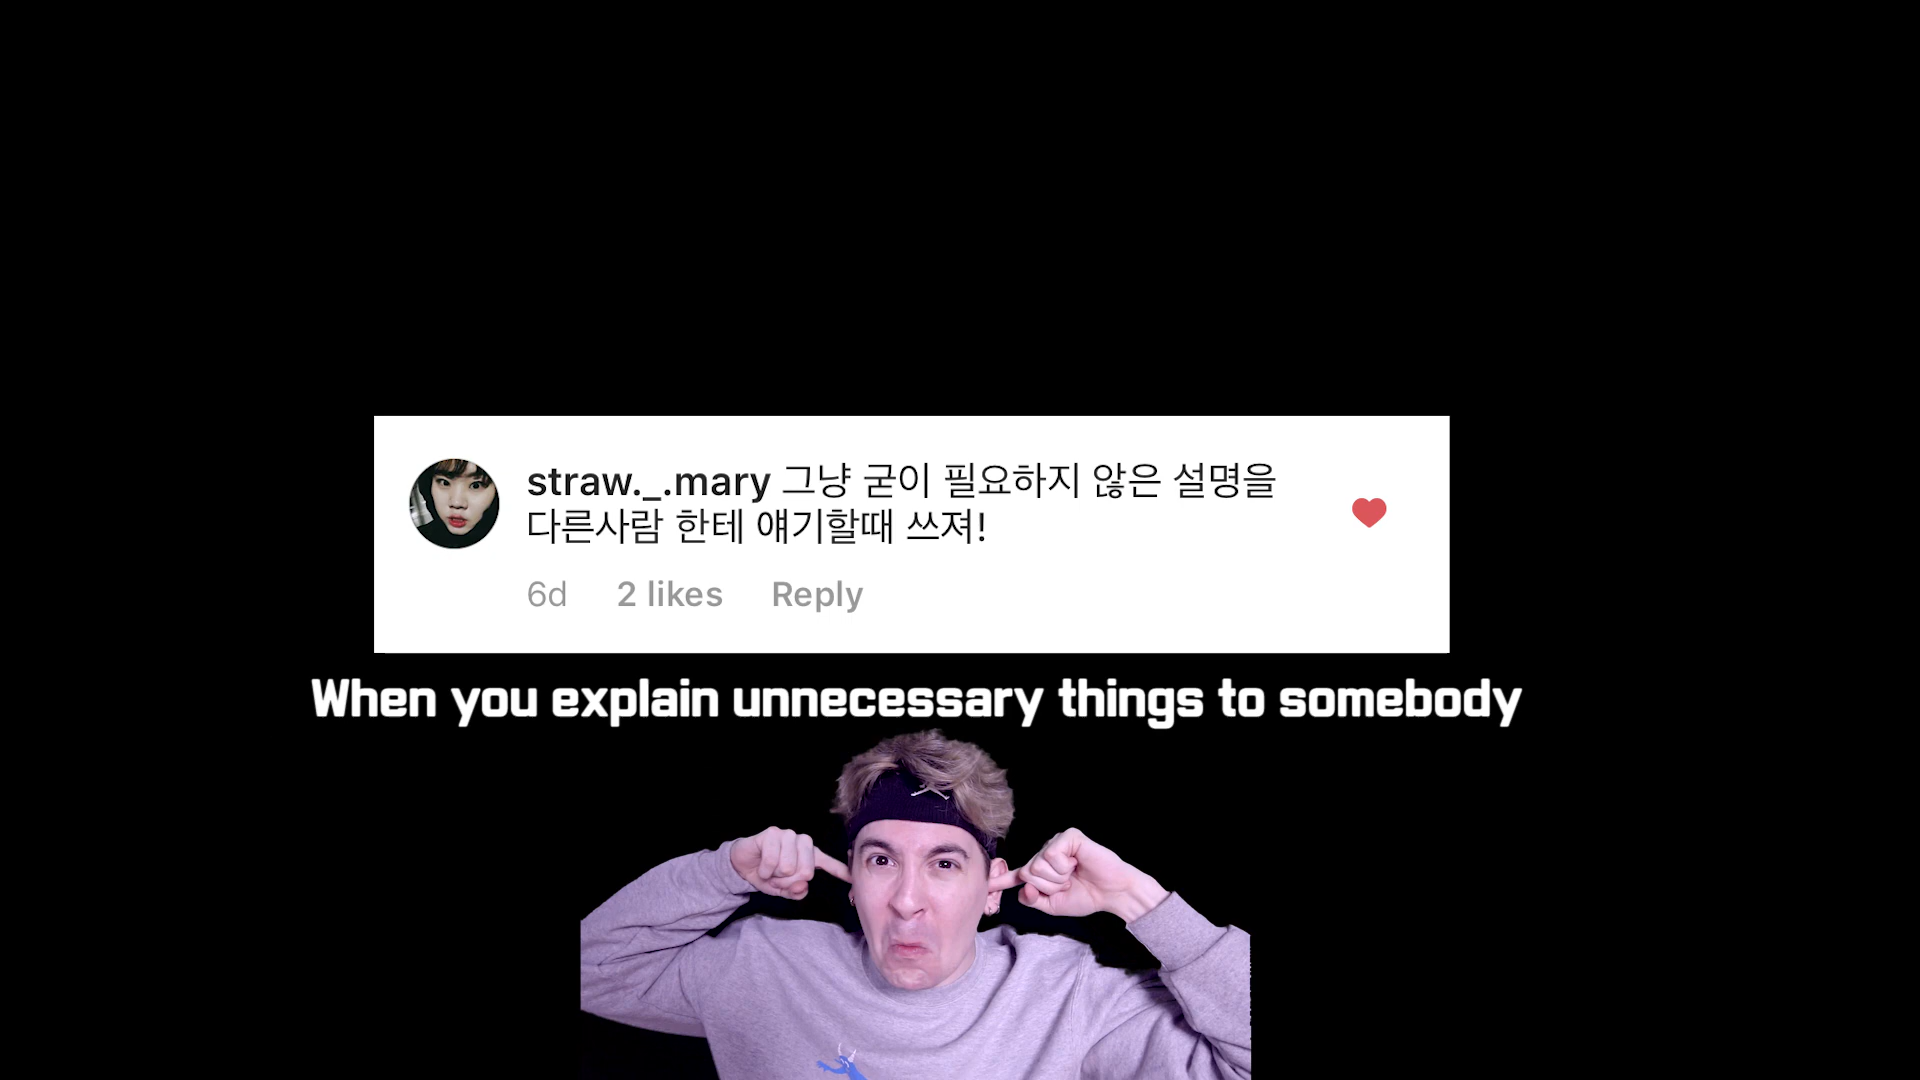 straw._.mary 그냥 굳이 필요하지 않은 설명을
다른사람 한테 얘기할때 쓰져!
6d 2 likes Reply
When you explain unnecessary things to somebody